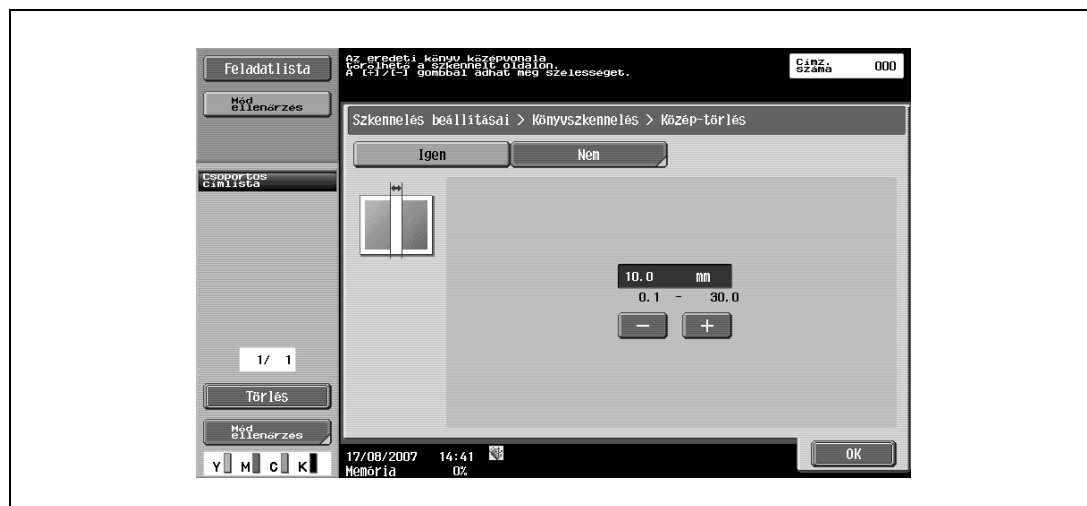 Feladatlista
Mód
ellenőrzés
Az eredeti könyv középvonala
törölhető a szkennelt oldalon.
A [+]/[-] gombbal adhat meg szélességet.
Címz.
száma 000
Szkennelés beállításai > Könyvszkennelés > Közép-törlés
Igen Nem
Csoportos
címlista
10.0 mm
0.1 - 30.0
− +
1/ 1
Törlés
Mód
ellenőrzés
Y M C K
17/08/2007 14:41
Memória 0%
OK